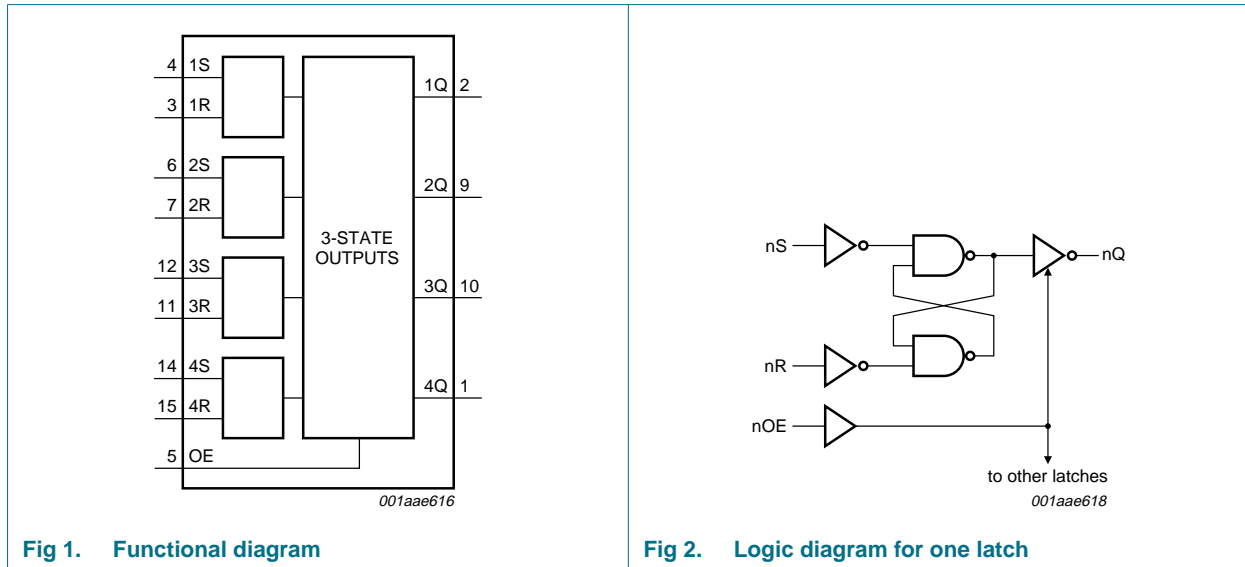 4 1S
3 1R
6 2S
7 2R
12 3S
11 3R
14 4S
15 4R
5 OE
3-STATE
OUTPUTS
1Q 2
2Q 9
3Q 10
4Q 1
001aae616
Fig 1. Functional diagram
nS
nQ
nR
nOE
to other latches
001aae618
Fig 2. Logic diagram for one latch